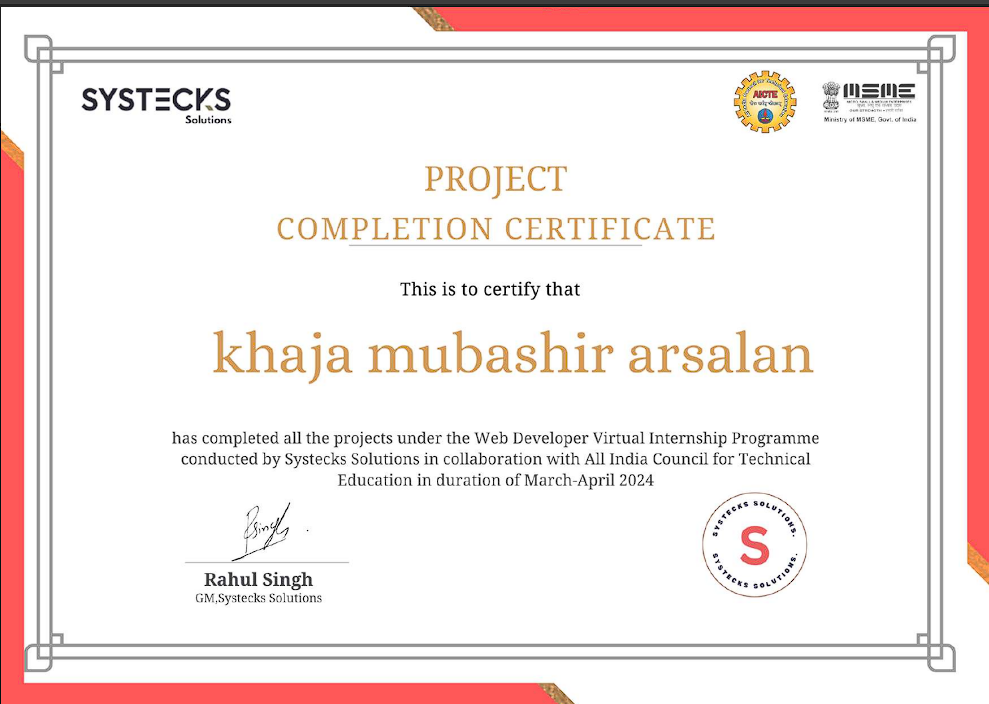 SYSTECKS
Solutions
AICTE
MSME
Ministry of MSME, Govt. of India
PROJECT
COMPLETION CERTIFICATE
This is to certify that
khaja mubashir arsalan
has completed all the projects under the Web Developer Virtual Internship Programme
conducted by Systecks Solutions in collaboration with All India Council for Technical
Education in duration of March-April 2024
Rahul Singh
GM,Systecks Solutions
SYSTECKS SOLUTIONS.
S
SYSTECKS SOLUTIONS.